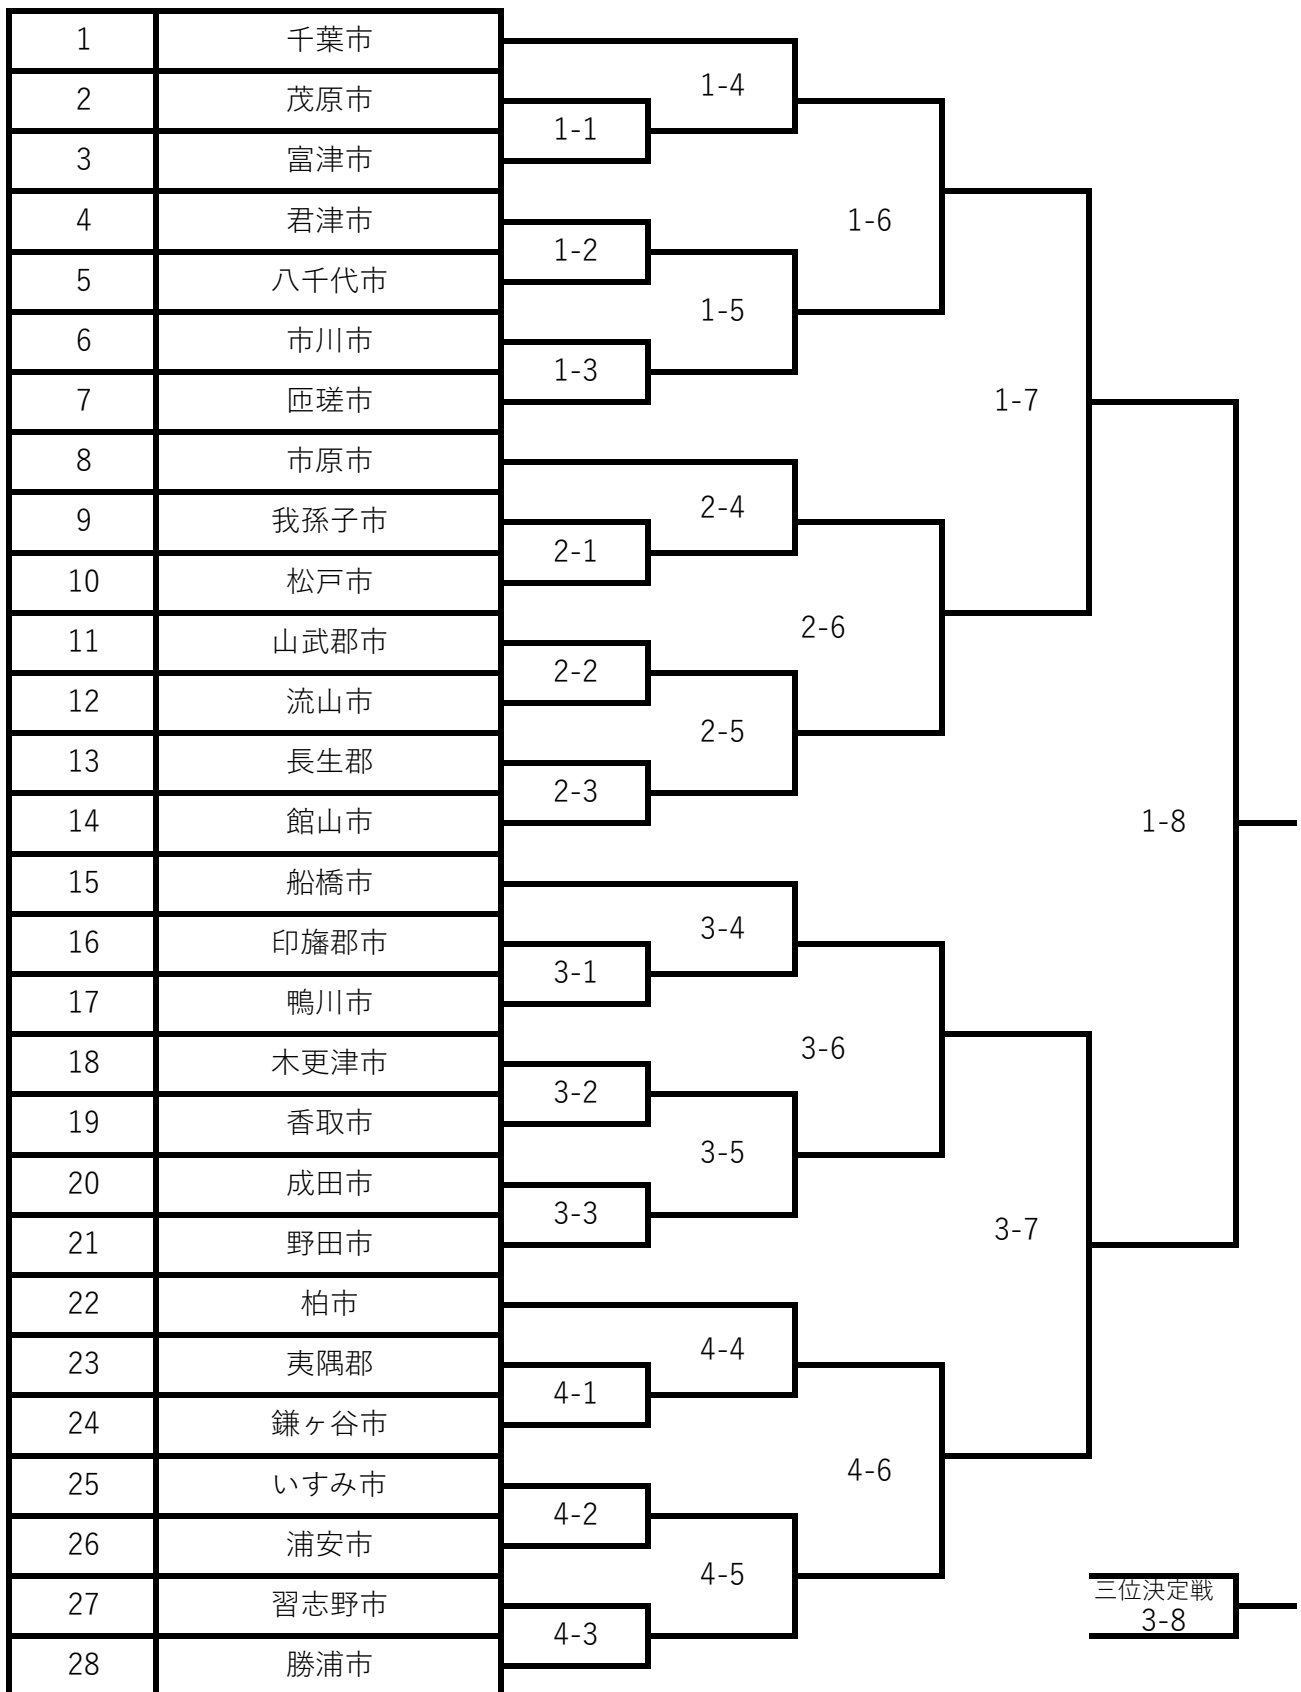 1 千葉市
1-4
2 茂原市
1-1
3 富津市
4 君津市
1-6
1-2
5 八千代市
1-5
6 市川市
1-3
7 匝瑳市
1-7
8 市原市
2-4
9 我孫子市
2-1
10 松戸市
2-6
11 山武郡市
2-2
12 流山市
2-5
13 長生郡
2-3
14 館山市
1-8
15 船橋市
3-4
16 印旛郡市
3-1
17 鴨川市
3-6
18 木更津市
3-2
19 香取市
3-5
20 成田市
3-3
21 野田市
3-7
22 柏市
4-4
23 夷隅郡
4-1
24 鎌ヶ谷市
4-6
25 いすみ市
4-2
26 浦安市
4-5
三位決定戦
27 習志野市
3-8
4-3
28 勝浦市